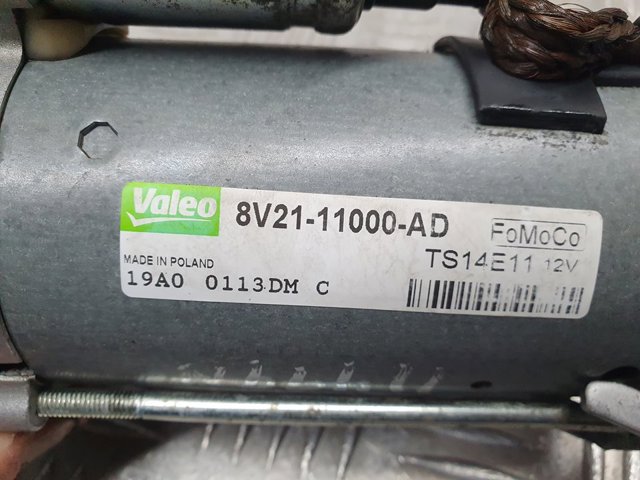 Valeo 8V21-11000-AD FoMoCo
MADE IN POLAND TS14E11 12V
19A0 0113DM C